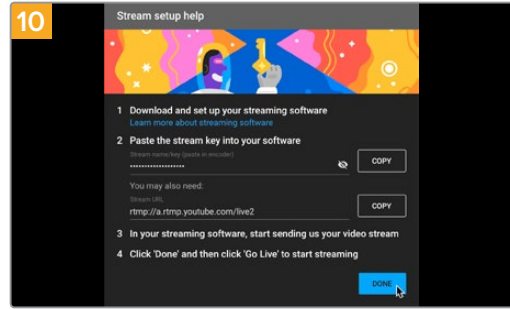 10
Stream setup help
1 Download and set up your streaming software
Learn more about streaming software
2 Paste the stream key into your software
Stream name/key (paste in encoder)
•••••••••••••••••••
COPY
You may also need:
Stream URL
rtmp://a.rtmp.youtube.com/live2
COPY
3 In your streaming software, start sending us your video stream
4 Click 'Done' and then click 'Go Live' to start streaming
DONE